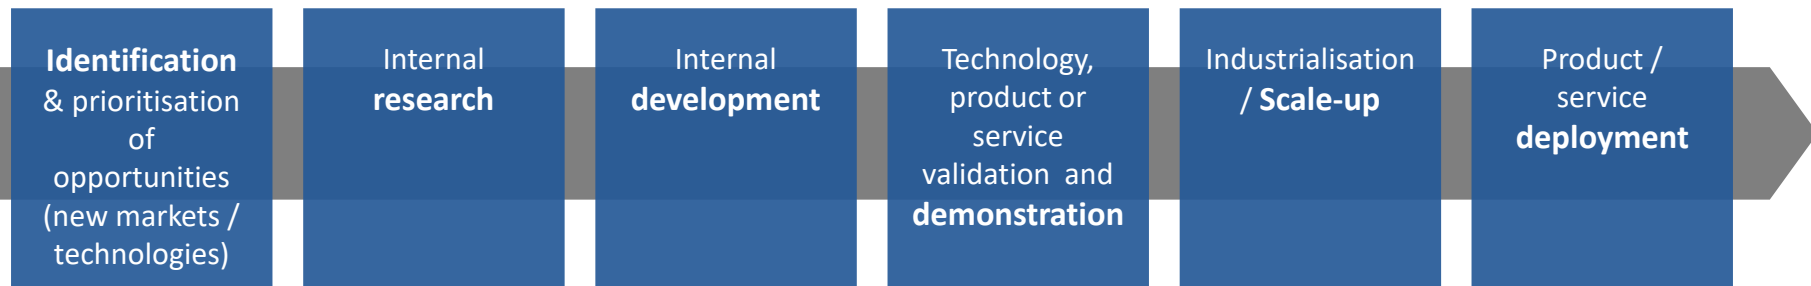 Identification
& prioritisation
of
opportunities
(new markets /
technologies)
Internal
research
Internal
development
Technology,
product or
service
validation and
demonstration
Industrialisation
/ Scale-up
Product /
service
deployment